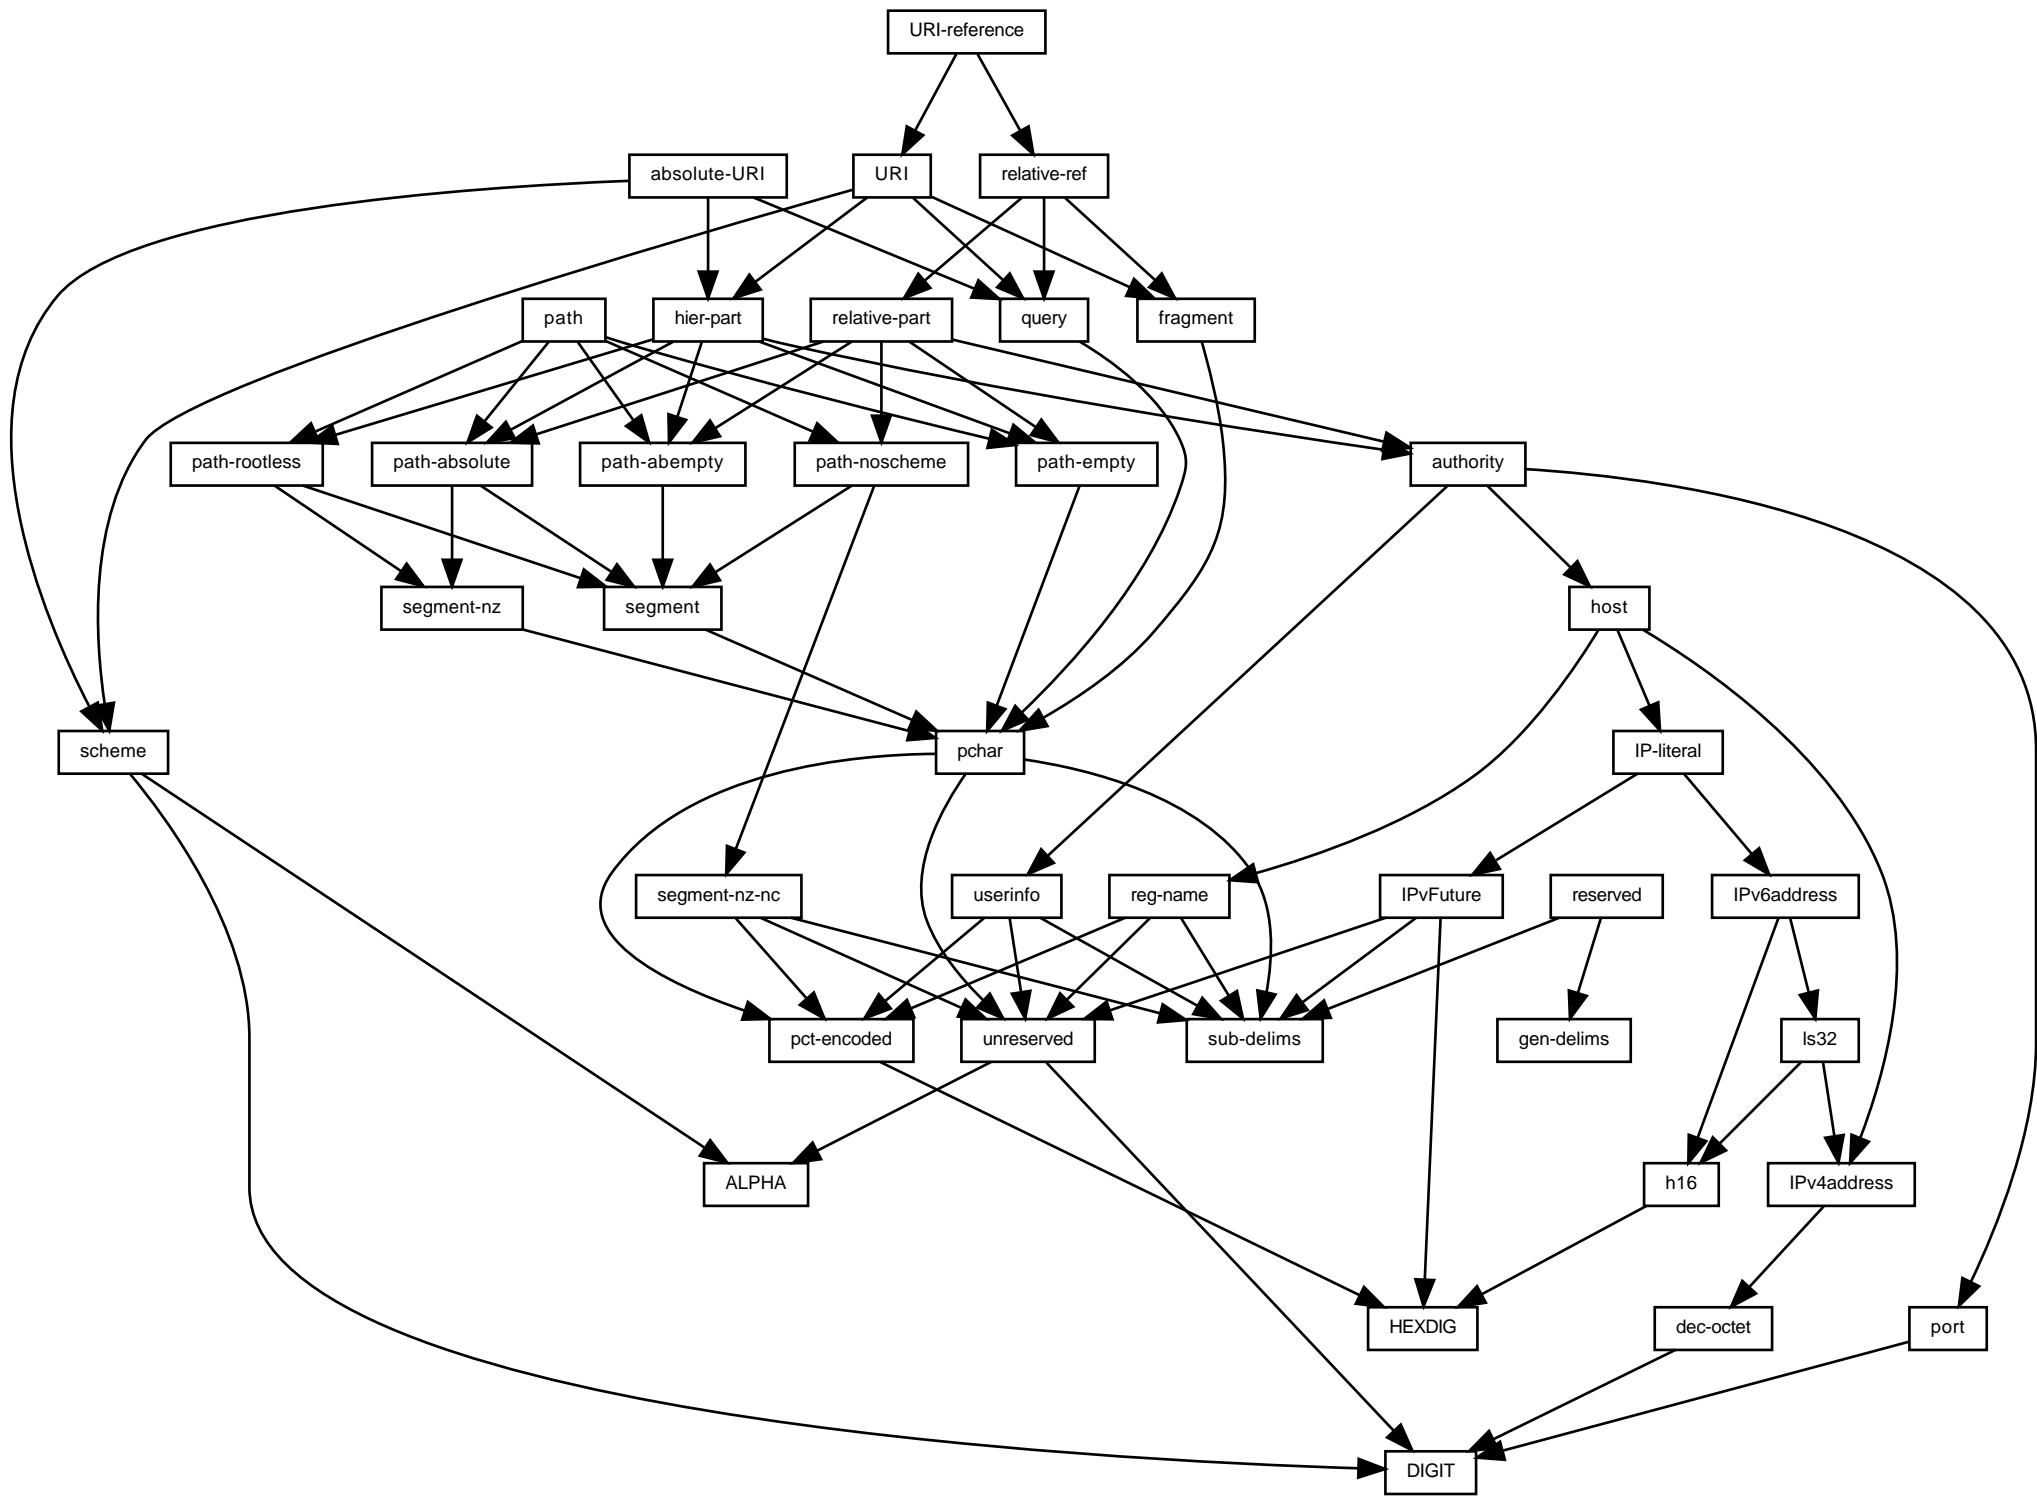 URI-reference
absolute-URI
URI
relative-ref
path
hier-part
relative-part
query
fragment
path-rootless
path-absolute
path-abempty
path-noscheme
path-empty
authority
segment-nz
segment
host
scheme
pchar
IP-literal
segment-nz-nc
userinfo
reg-name
IPvFuture
reserved
IPv6address
pct-encoded
unreserved
sub-delims
gen-delims
ls32
ALPHA
h16
IPv4address
HEXDIG
dec-octet
port
DIGIT